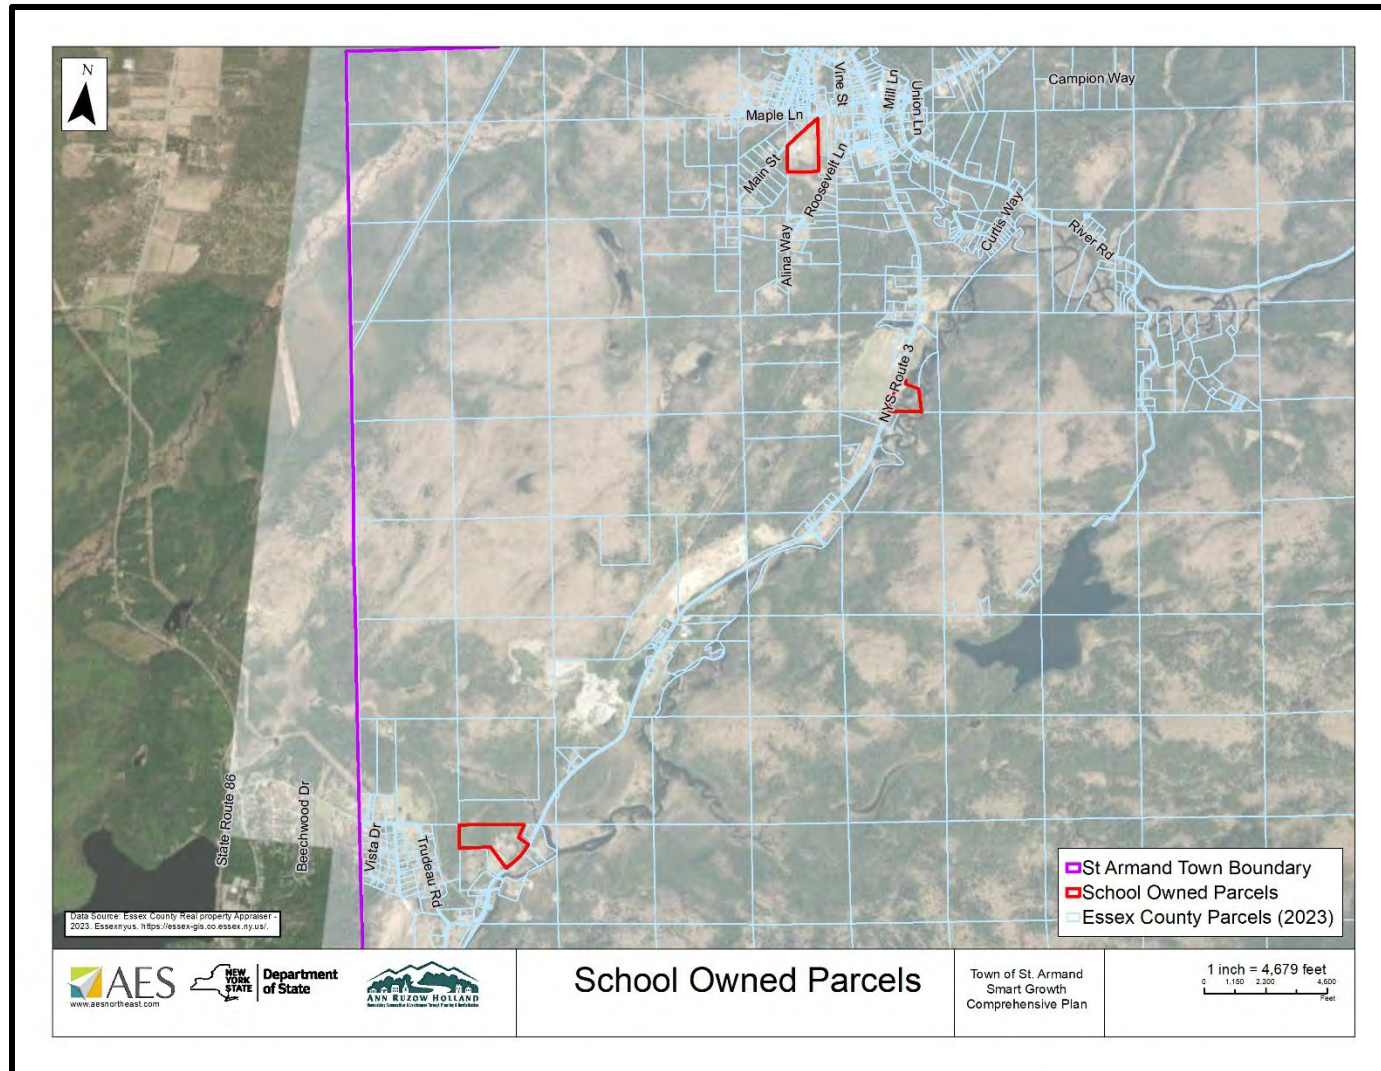 N
Campion Way
Vine St
Mill Ln
Union Ln
Maple Ln
Main St
Roosevelt Ln
Curtis Way
River Rd
Alina Way
NYS Route 3
State Route 86
Beechwood Dr
Vista Dr
Trudeau Rd
St Armand Town Boundary
School Owned Parcels
Essex County Parcels (2023)
Data Source: Essex County Real property Appraiser -
2023. Essexnyus. https://essex-gis.co.essex.ny.us/.
AES
www.aesnortheast.com
NEW
YORK
STATE
Department
of State
ANN RUZOW HOLLAND
School Owned Parcels
Town of St. Armand
Smart Growth
Comprehensive Plan
1 inch = 4,679 feet
0 1,150 2,300 4,600
Feet